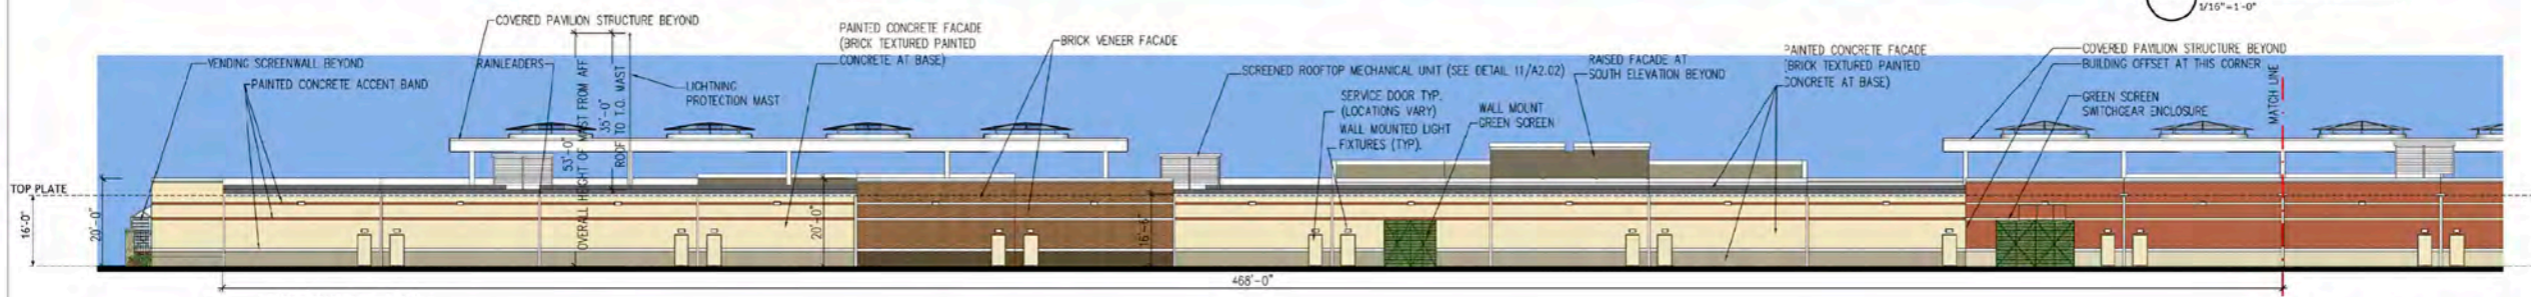 1/16"=1'-0"
COVERED PAVILION STRUCTURE BEYOND
VENDING SCREENWALL BEYOND
PAINTED CONCRETE ACCENT BAND
RAINLEADERS
53'-0"
OVERALL HEIGHT OF MAST FROM AFF
35'-0"
ROOF TO T.O. MAST
LIGHTNING
PROTECTION MAST
PAINTED CONCRETE FACADE
(BRICK TEXTURED PAINTED
CONCRETE AT BASE)
BRICK VENEER FACADE
SCREENED ROOFTOP MECHANICAL UNIT (SEE DETAIL 11/A2.02)
SERVICE DOOR TYP.
(LOCATIONS VARY)
WALL MOUNTED LIGHT
FIXTURES (TYP).
WALL MOUNT
GREEN SCREEN
RAISED FACADE AT
SOUTH ELEVATION BEYOND
PAINTED CONCRETE FACADE
(BRICK TEXTURED PAINTED
CONCRETE AT BASE)
COVERED PAVILION STRUCTURE BEYOND
BUILDING OFFSET AT THIS CORNER
GREEN SCREEN
SWITCHGEAR ENCLOSURE
MATCH LINE
TOP PLATE
16'-0"
20'-0"
20'-0"
16'-6"
468'-0"